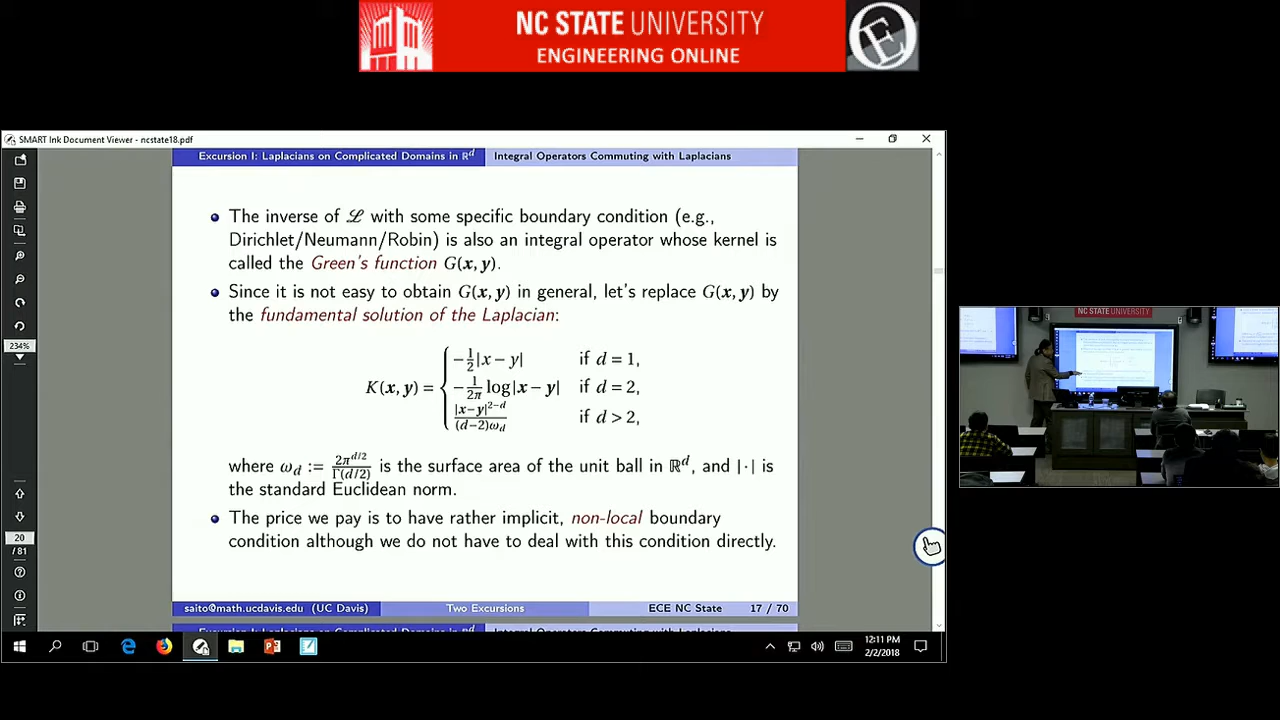 NC STATE UNIVERSITY
ENGINEERING ONLINE
SMART Ink Document Viewer - ncstate18.pdf
Excursion I: Laplacians on Complicated Domains in ℝᵈ Integral Operators Commuting with Laplacians
• The inverse of ℒ with some specific boundary condition (e.g.,
Dirichlet/Neumann/Robin) is also an integral operator whose kernel is
called the Green's function G(x, y).
• Since it is not easy to obtain G(x, y) in general, let's replace G(x, y) by
the fundamental solution of the Laplacian:
K(x, y) = { −1/2 |x − y| if d = 1,
−1/2π log|x − y| if d = 2,
|x−y|^{2−d} / (d−2)ω_d if d > 2,
where ω_d := 2π^{d/2} / Γ(d/2) is the surface area of the unit ball in ℝᵈ, and |·| is
the standard Euclidean norm.
• The price we pay is to have rather implicit, non-local boundary
condition although we do not have to deal with this condition directly.
saito@math.ucdavis.edu (UC Davis) Two Excursions ECE NC State 17 / 70
234%
20
/ 81
12:11 PM
2/2/2018
NC STATE UNIVERSITY